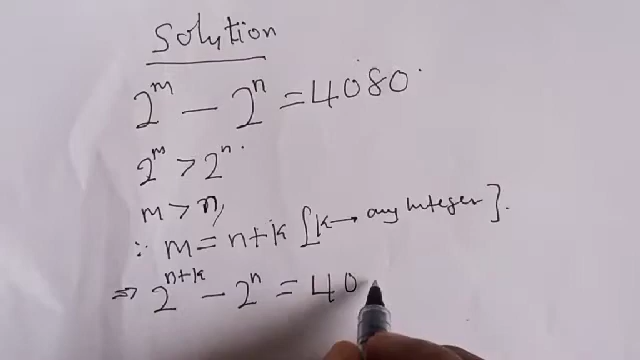 Solution
2^m - 2^n = 4080.
2^m > 2^n.
m > n,
∴ m = n+k [k → any Integer].
⇒ 2^{n+k} - 2^n = 40